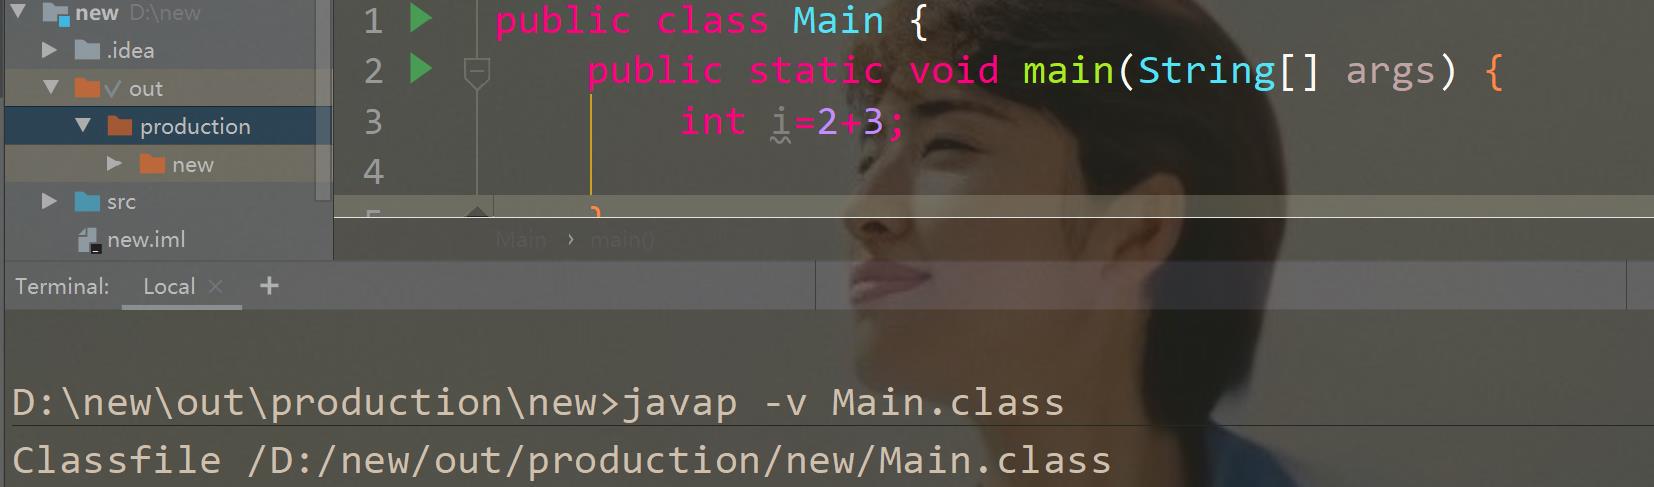 new D:\new
.idea
out
production
new
src
new.iml
1 public class Main {
2 public static void main(String[] args) {
3 int i=2+3;
4
5 }
Main › main()
Terminal: Local × +
D:\new\out\production\new>javap -v Main.class
Classfile /D:/new/out/production/new/Main.class